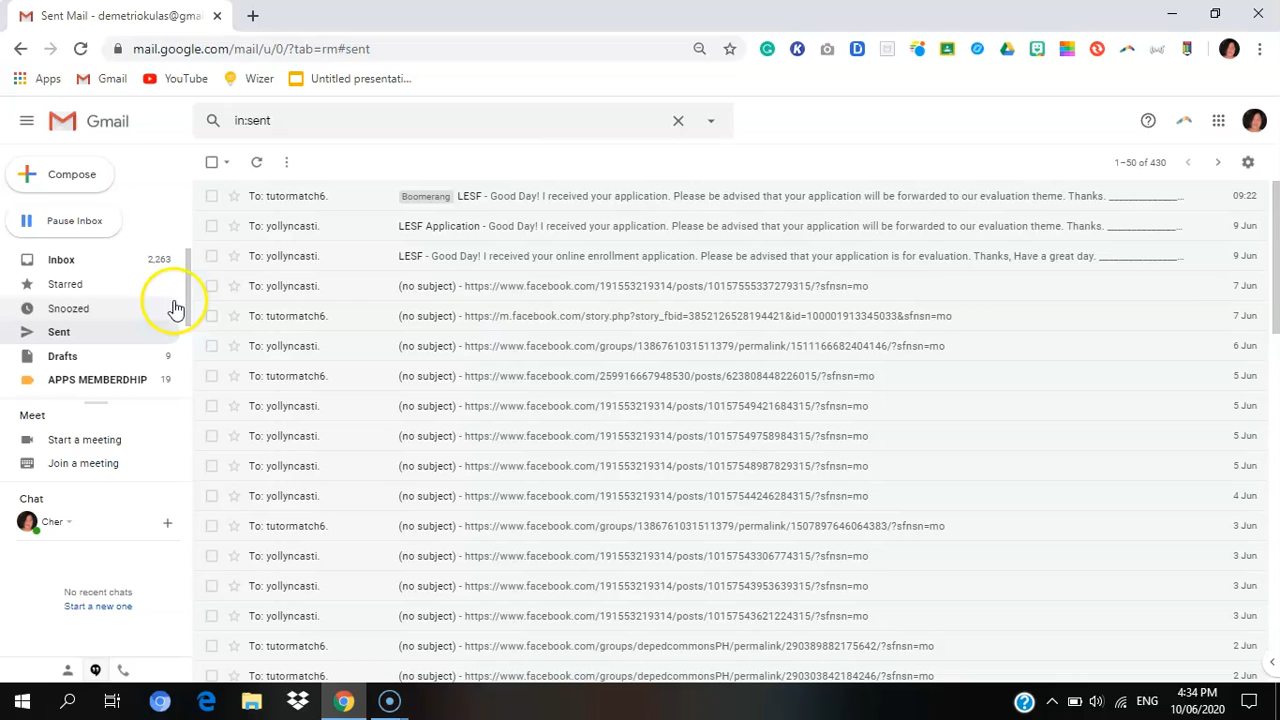 Sent Mail - demetriokulas@gma
mail.google.com/mail/u/0/?tab=rm#sent
Apps Gmail YouTube Wizer Untitled presentati...
Gmail in:sent
1–50 of 430
Compose
Pause Inbox
Inbox 2,263
Starred
Snoozed
Sent
Drafts 9
APPS MEMBERDHIP 19
Meet
Start a meeting
Join a meeting
Chat
Cher
No recent chats
Start a new one
To: tutormatch6. Boomerang LESF - Good Day! I received your application. Please be advised that your application will be forwarded to our evaluation theme. Thanks. ______________... 09:22
To: yollyncasti. LESF Application - Good Day! I received your application. Please be advised that your application will be forwarded to our evaluation theme. Thanks. ______________... 9 Jun
To: yollyncasti. LESF - Good Day! I received your online enrollment application. Please be advised that your application is for evaluation. Thanks, Have a great day. ______________... 9 Jun
To: yollyncasti. (no subject) - https://www.facebook.com/191553219314/posts/10157555337279315/?sfnsn=mo 7 Jun
To: tutormatch6. (no subject) - https://m.facebook.com/story.php?story_fbid=3852126528194421&id=100001913345033&sfnsn=mo 7 Jun
To: yollyncasti. (no subject) - https://www.facebook.com/groups/1386761031511379/permalink/1511166682404146/?sfnsn=mo 6 Jun
To: tutormatch6. (no subject) - https://www.facebook.com/259916667948530/posts/623808448226015/?sfnsn=mo 5 Jun
To: yollyncasti. (no subject) - https://www.facebook.com/191553219314/posts/10157549421684315/?sfnsn=mo 5 Jun
To: yollyncasti. (no subject) - https://www.facebook.com/191553219314/posts/10157549758984315/?sfnsn=mo 5 Jun
To: yollyncasti. (no subject) - https://www.facebook.com/191553219314/posts/10157548987829315/?sfnsn=mo 5 Jun
To: yollyncasti. (no subject) - https://www.facebook.com/191553219314/posts/10157544246284315/?sfnsn=mo 4 Jun
To: tutormatch6. (no subject) - https://www.facebook.com/groups/1386761031511379/permalink/1507897646064383/?sfnsn=mo 3 Jun
To: yollyncasti. (no subject) - https://www.facebook.com/191553219314/posts/10157543306774315/?sfnsn=mo 3 Jun
To: yollyncasti. (no subject) - https://www.facebook.com/191553219314/posts/10157543953639315/?sfnsn=mo 3 Jun
To: yollyncasti. (no subject) - https://www.facebook.com/191553219314/posts/10157543621224315/?sfnsn=mo 3 Jun
To: tutormatch6. (no subject) - https://www.facebook.com/groups/depedcommonsPH/permalink/290389882175642/?sfnsn=mo 2 Jun
To: tutormatch6. (no subject) - https://www.facebook.com/groups/depedcommonsPH/permalink/290303842184246/?sfnsn=mo 2 Jun
ENG
4:34 PM
10/06/2020